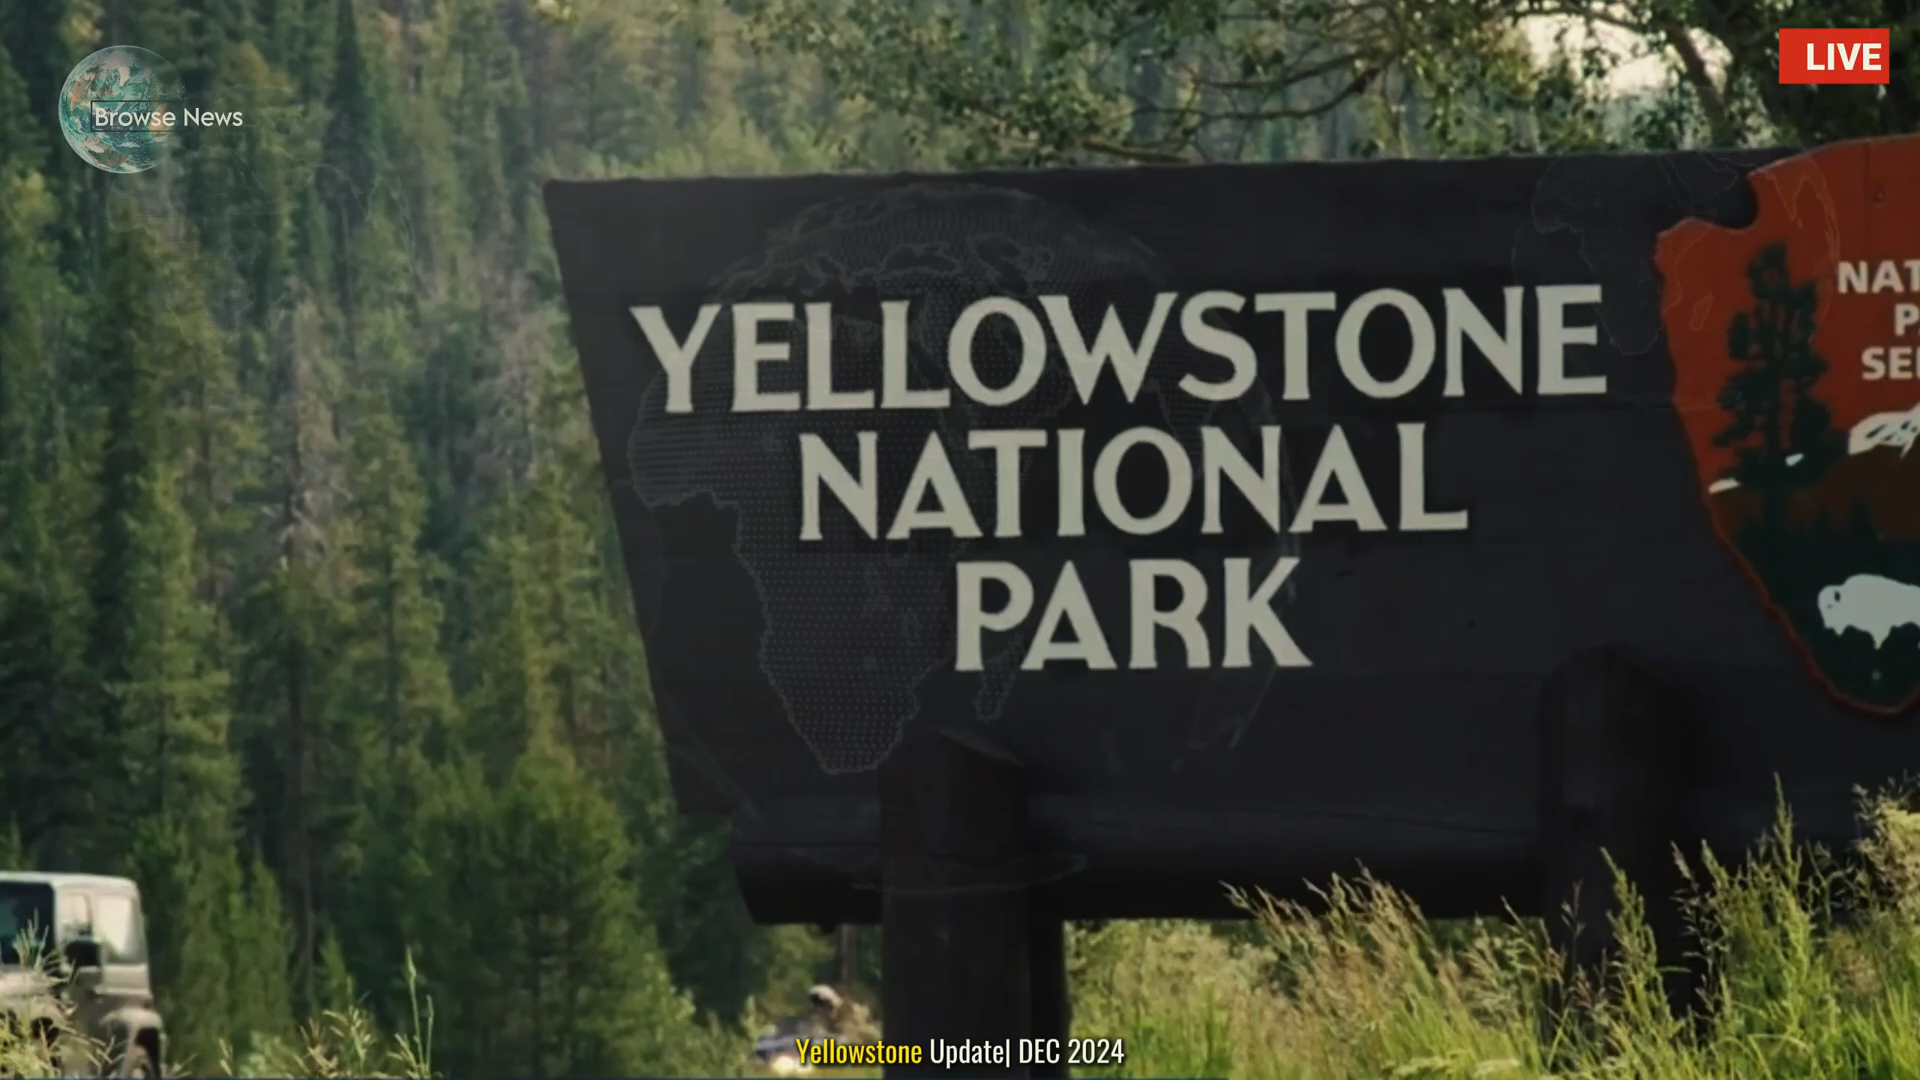 LIVE
Browse News
YELLOWSTONE
NATIONAL
PARK
Yellowstone Update| DEC 2024